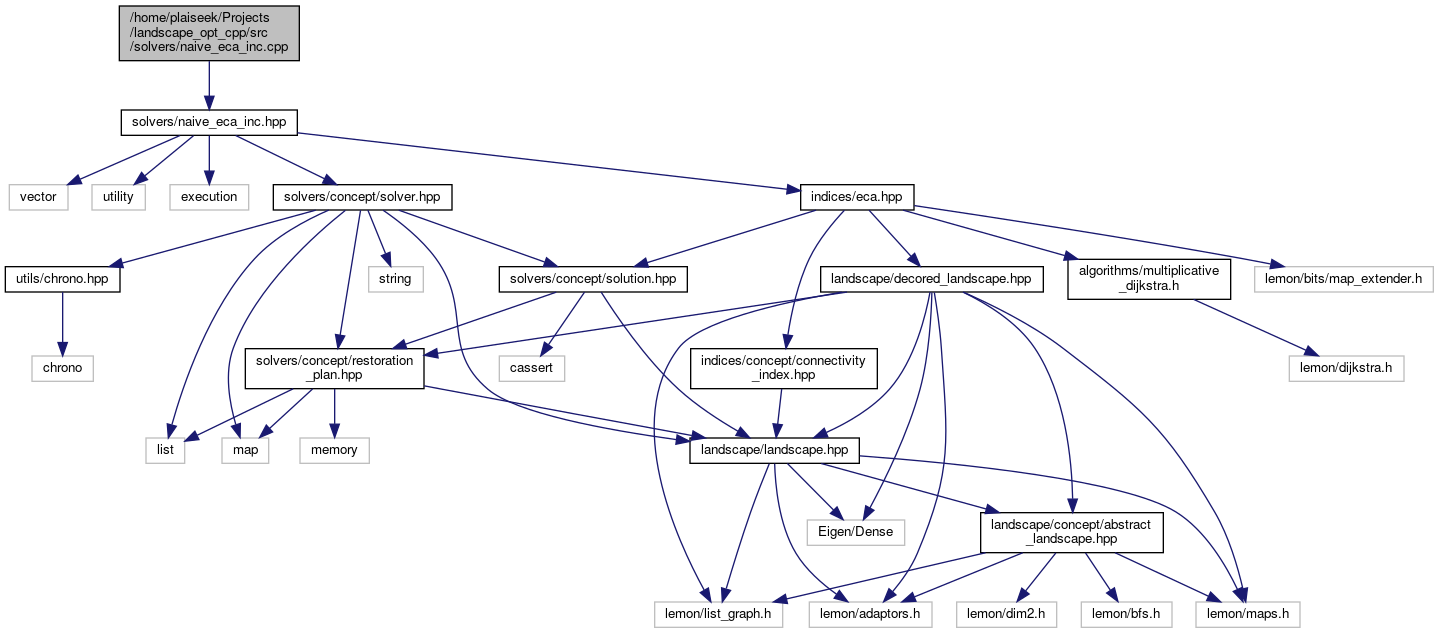 /home/plaiseek/Projects
/landscape_opt_cpp/src
/solvers/naive_eca_inc.cpp
solvers/naive_eca_inc.hpp
vector
utility
execution
solvers/concept/solver.hpp
indices/eca.hpp
utils/chrono.hpp
string
solvers/concept/solution.hpp
landscape/decored_landscape.hpp
algorithms/multiplicative
_dijkstra.h
lemon/bits/map_extender.h
chrono
solvers/concept/restoration
_plan.hpp
cassert
indices/concept/connectivity
_index.hpp
lemon/dijkstra.h
list
map
memory
landscape/landscape.hpp
Eigen/Dense
landscape/concept/abstract
_landscape.hpp
lemon/list_graph.h
lemon/adaptors.h
lemon/dim2.h
lemon/bfs.h
lemon/maps.h